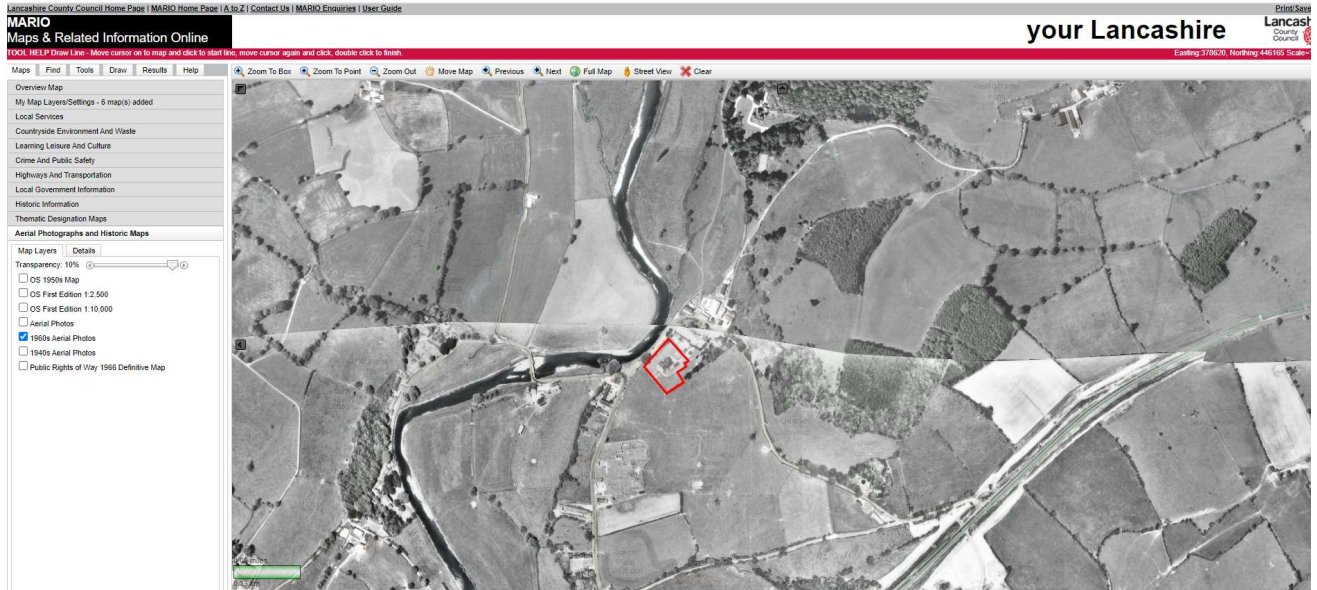 Lancashire County Council Home Page | MARIO Home Page | A to Z | Contact Us | MARIO Enquiries | User Guide
Print/Save
MARIO
Maps & Related Information Online
your Lancashire
Lancash
County
Council
TOOL HELP Draw Line - Move cursor on to map and click to start line, move cursor again and click, double click to finish.
Easting:378620, Northing:446165 Scale=
Maps Find Tools Draw Results Help
Zoom To Box Zoom To Point Zoom Out Move Map Previous Next Full Map Street View Clear
Overview Map
My Map Layers/Settings - 6 map(s) added
Local Services
Countryside Environment And Waste
Learning Leisure And Culture
Crime And Public Safety
Highways And Transportation
Local Government Information
Historic Information
Thematic Designation Maps
Aerial Photographs and Historic Maps
Map Layers Details
Transparency: 10%
OS 1950s Map
OS First Edition 1:2,500
OS First Edition 1:10,000
Aerial Photos
1960s Aerial Photos
1940s Aerial Photos
Public Rights of Way 1966 Definitive Map